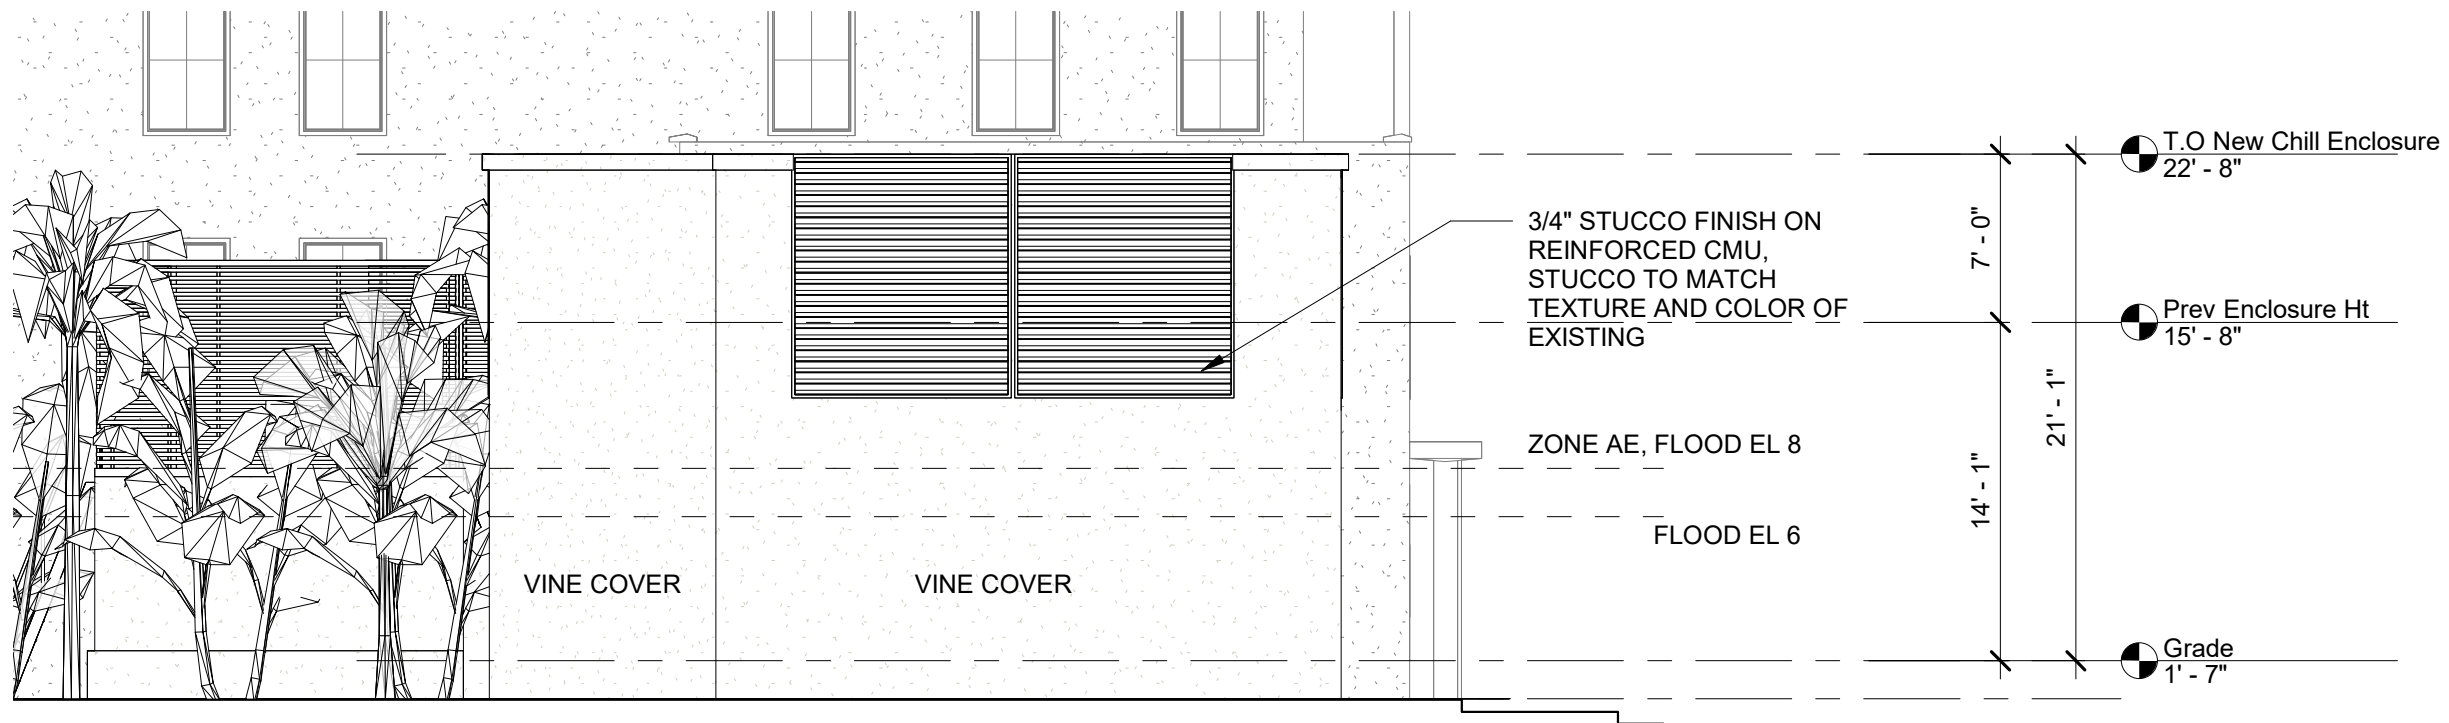 T.O New Chill Enclosure
22' - 8"
3/4" STUCCO FINISH ON
REINFORCED CMU,
STUCCO TO MATCH
TEXTURE AND COLOR OF
EXISTING
7' - 0"
Prev Enclosure Ht
15' - 8"
21' - 1"
ZONE AE, FLOOD EL 8
14' - 1"
FLOOD EL 6
VINE COVER
VINE COVER
Grade
1' - 7"